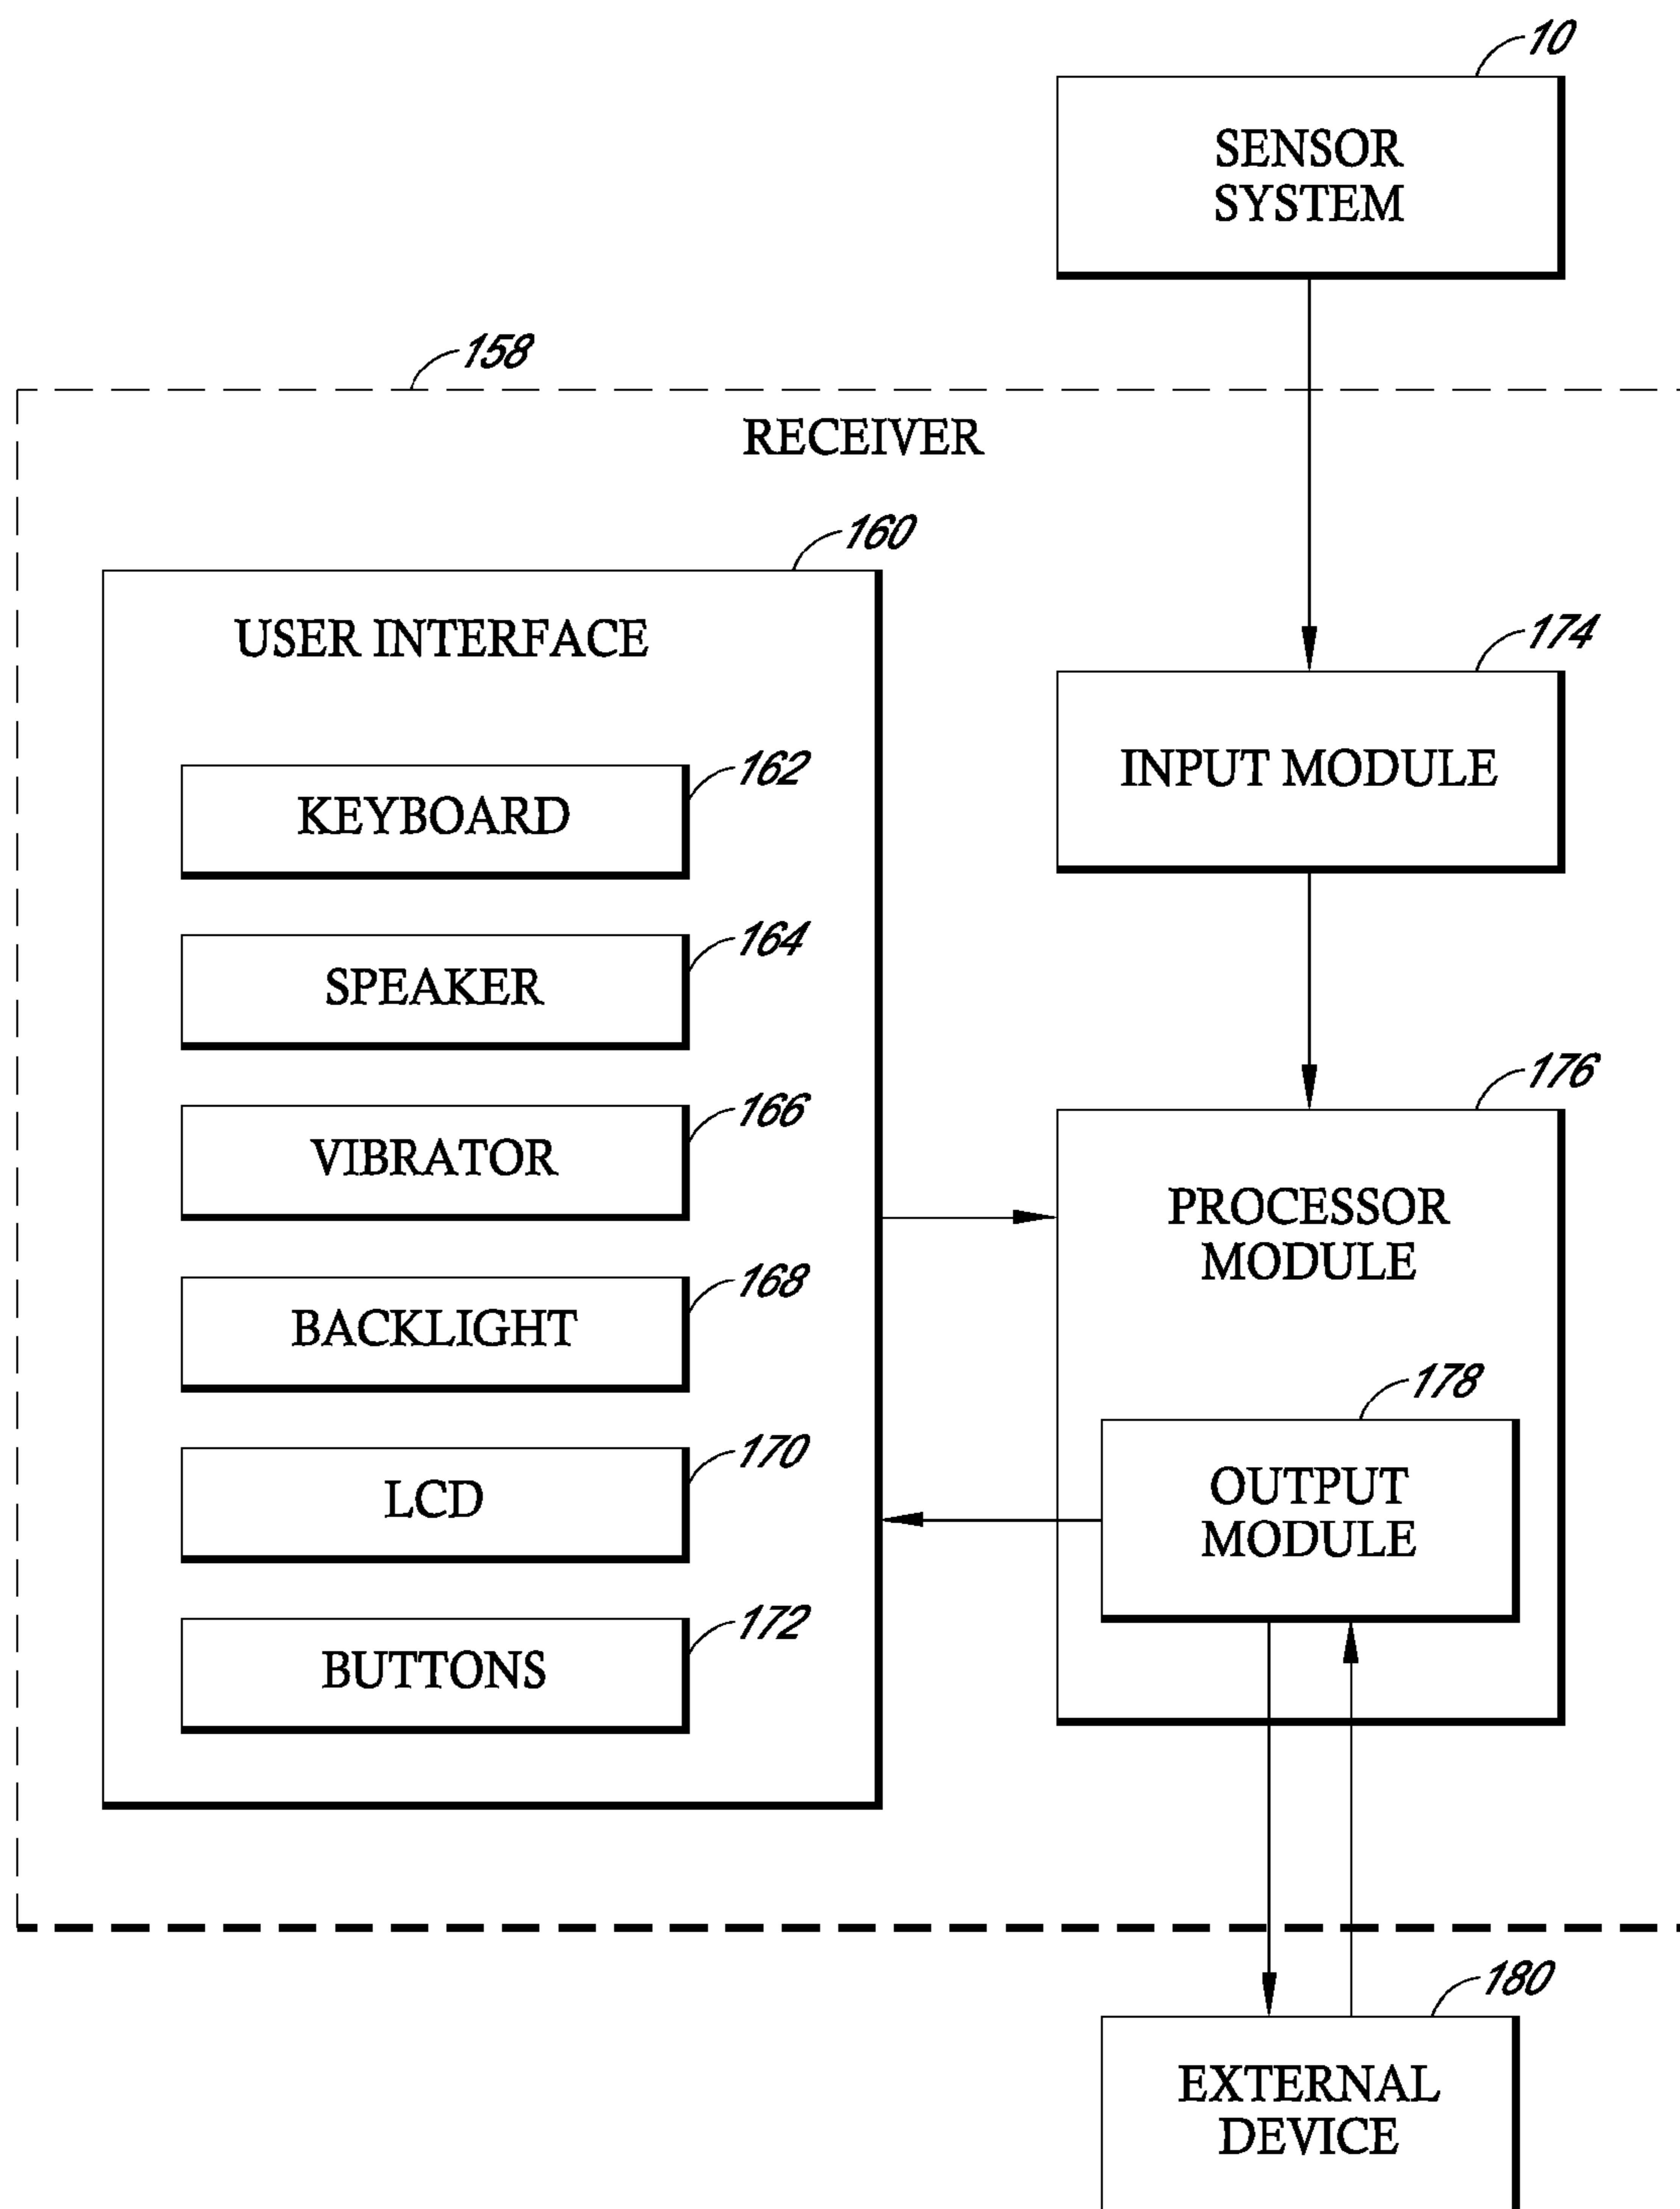 10
SENSOR
SYSTEM
158
RECEIVER
160
USER INTERFACE
174
INPUT MODULE
162
KEYBOARD
164
SPEAKER
166
VIBRATOR
168
BACKLIGHT
170
LCD
172
BUTTONS
176
PROCESSOR
MODULE
178
OUTPUT
MODULE
180
EXTERNAL
DEVICE